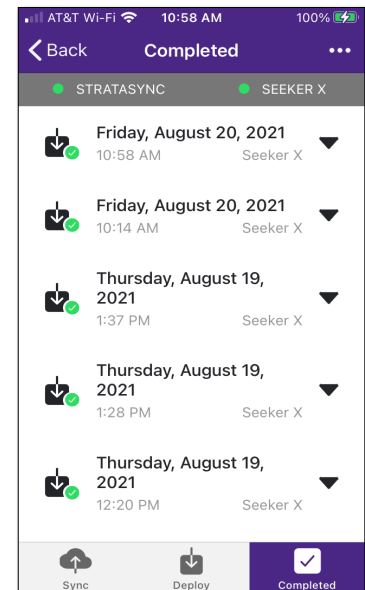 AT&T Wi-Fi 10:58 AM 100%
Back Completed
STRATASYNC SEEKER X
Friday, August 20, 2021
10:58 AM Seeker X
Friday, August 20, 2021
10:14 AM Seeker X
Thursday, August 19,
2021
1:37 PM Seeker X
Thursday, August 19,
2021
1:28 PM Seeker X
Thursday, August 19,
2021
12:20 PM Seeker X
Sync Deploy Completed